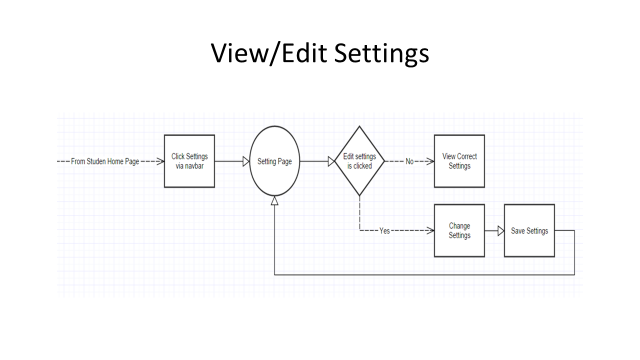 View/Edit Settings
From Studen Home Page
Click Settings
via navbar
Setting Page
Edit settings
is clicked
No
View Correct
Settings
Yes
Change
Settings
Save Settings